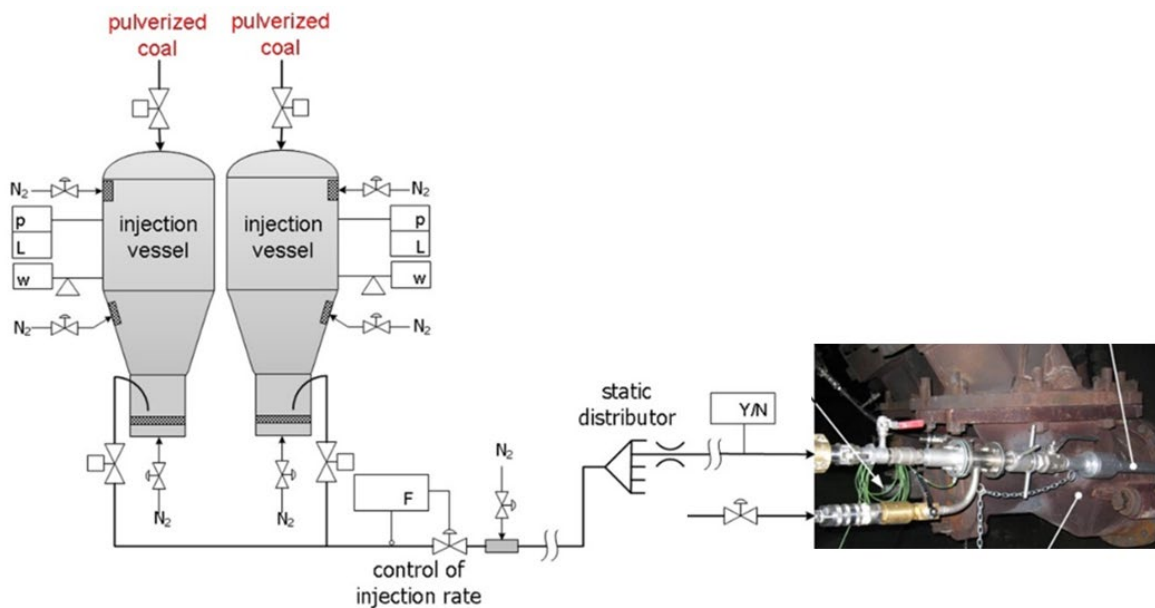 pulverized
coal
pulverized
coal
N2
N2
injection
vessel
injection
vessel
p
L
p
L
w
w
N2
N2
N2
N2
F
N2
control of
injection rate
static
distributor
Y/N